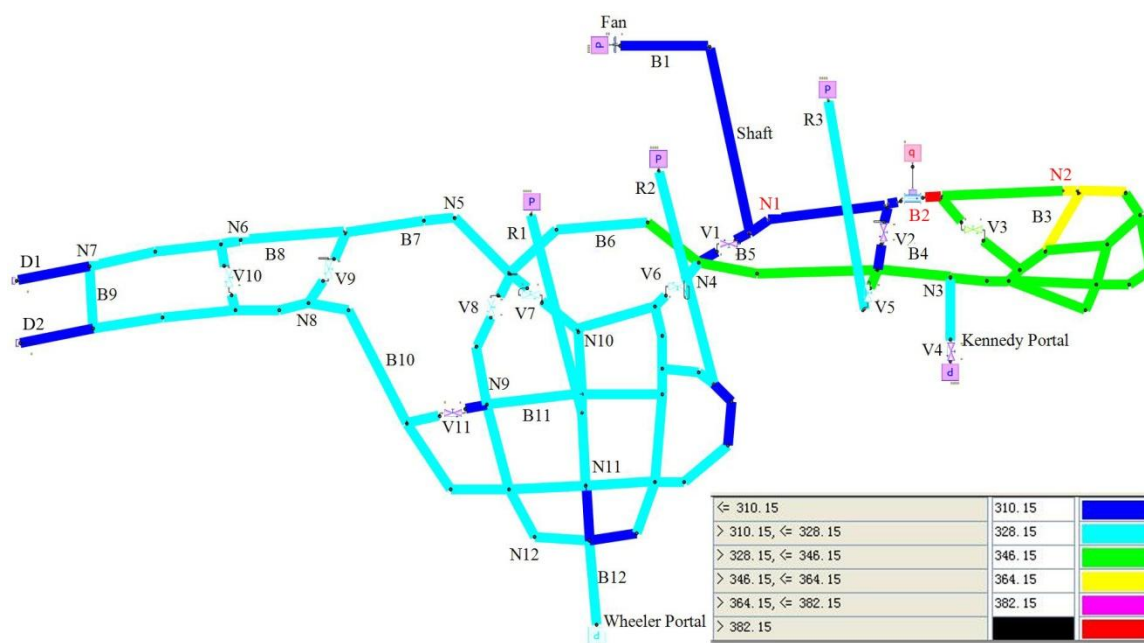 Fan
P
B1
P
R3
Shaft
q
P
R2
N1
N2
B2
B3
P
N5
R1
B6
V1
B5
V2
B4
V3
N6
B7
N7
B8
D1
V10
V9
V6
N4
V5
N3
B9
V8
V7
D2
N8
N10
V4
Kennedy Portal
d
B10
N9
V11
B11
N11
N12
B12
Wheeler Portal
d
<= 310.15 310.15
> 310.15, <= 328.15 328.15
> 328.15, <= 346.15 346.15
> 346.15, <= 364.15 364.15
> 364.15, <= 382.15 382.15
> 382.15